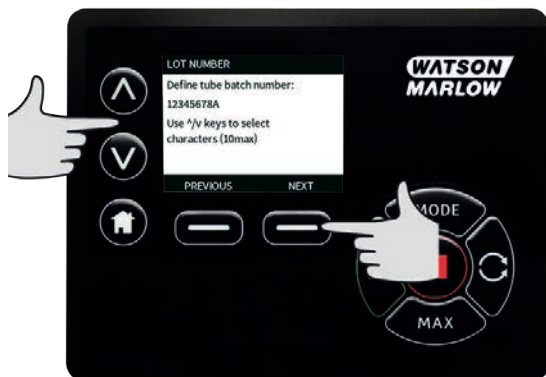 LOT NUMBER
Define tube batch number:
12345678A
Use ^/v keys to select
characters (10max)
PREVIOUS NEXT
WATSON
MARLOW
MODE
MAX